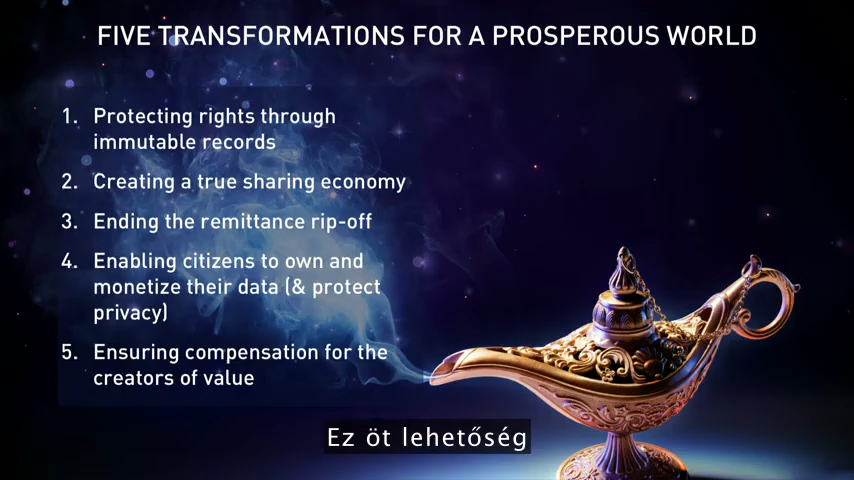 FIVE TRANSFORMATIONS FOR A PROSPEROUS WORLD
1. Protecting rights through
immutable records
2. Creating a true sharing economy
3. Ending the remittance rip-off
4. Enabling citizens to own and
monetize their data (& protect
privacy)
5. Ensuring compensation for the
creators of value
Ez öt lehetőség